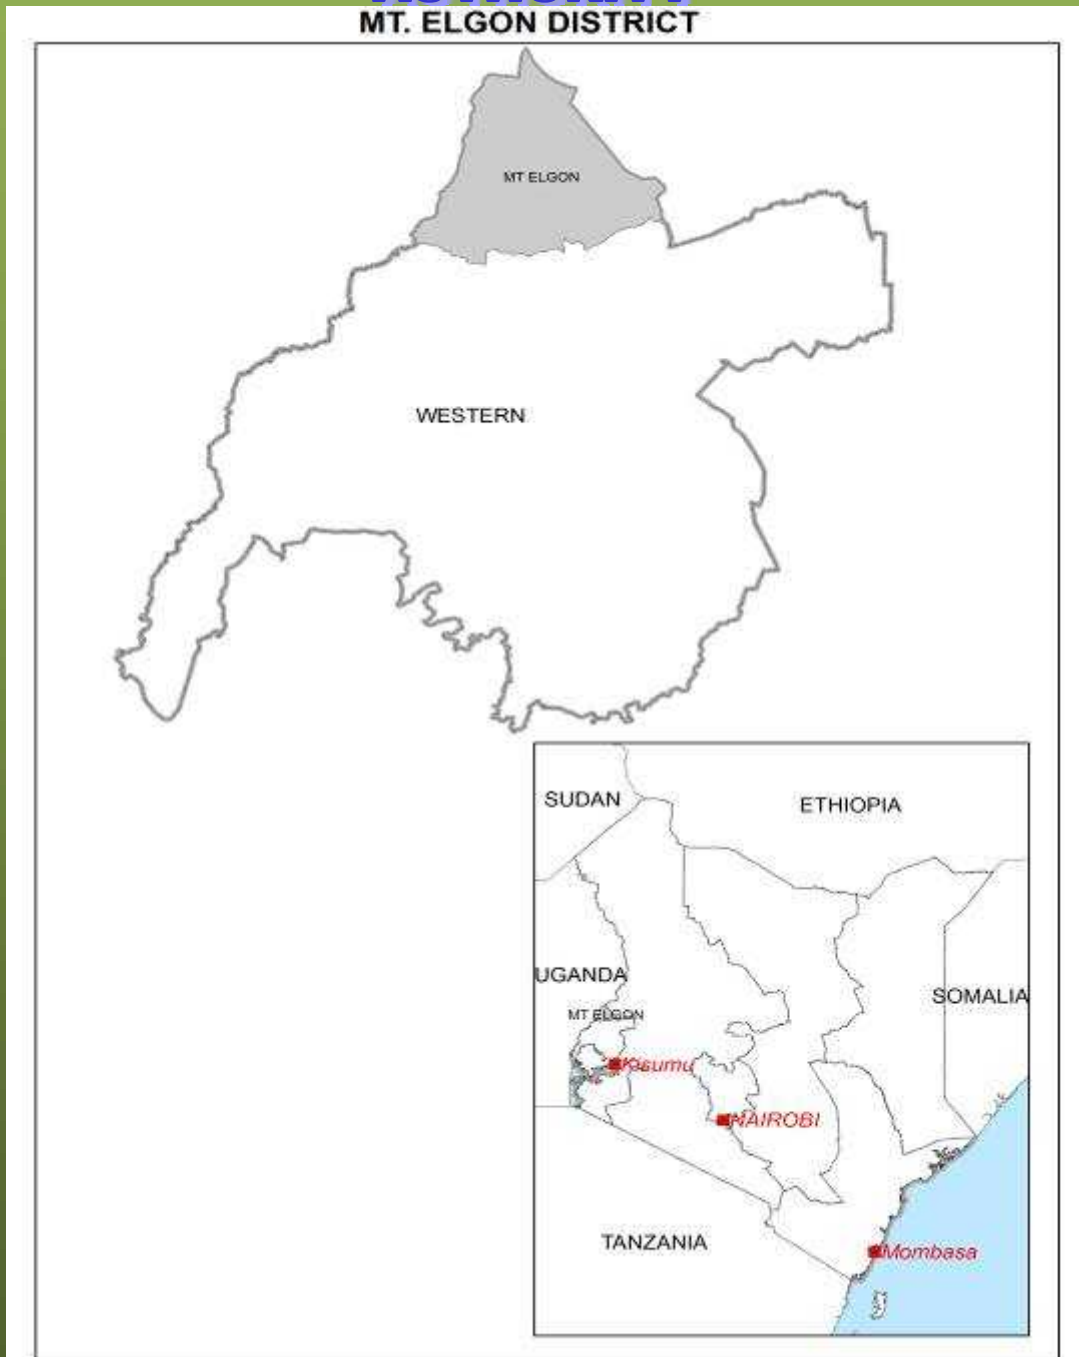 MT. ELGON DISTRICT
MT ELGON
WESTERN
SUDAN
ETHIOPIA
UGANDA
SOMALIA
MT ELGON
Kisumu
NAIROBI
TANZANIA
Mombasa